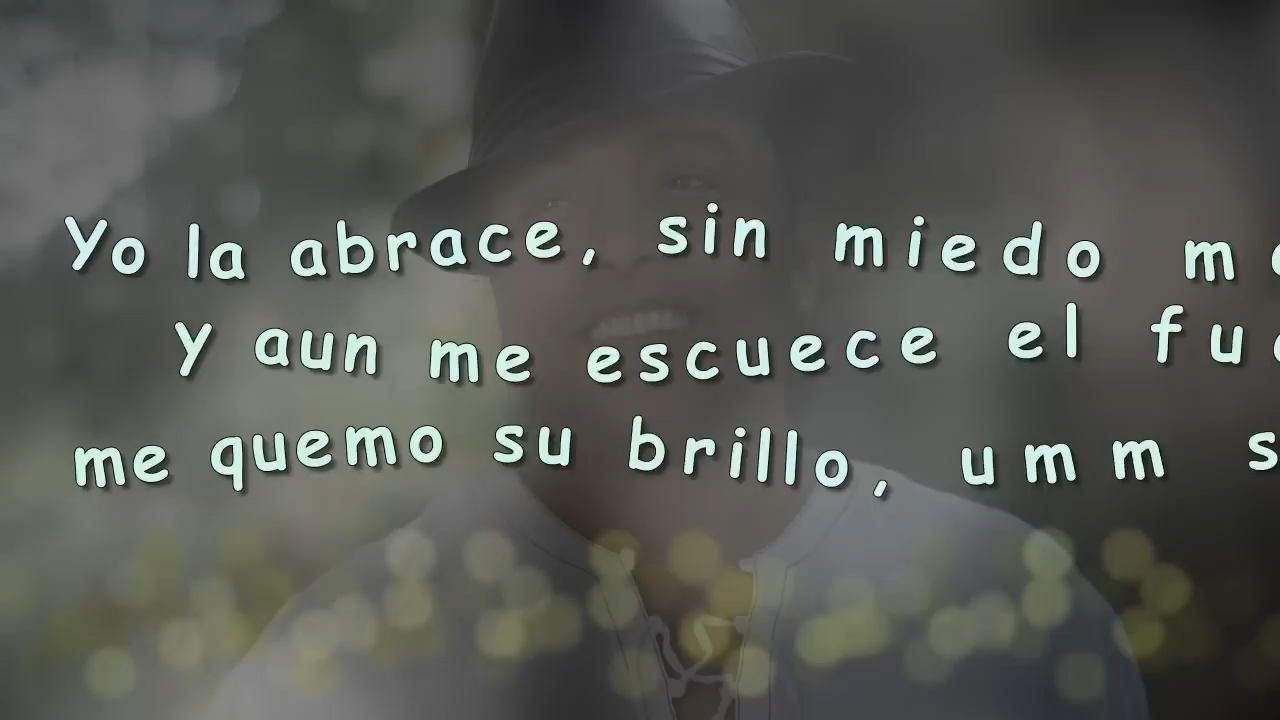 Yo la abrace, sin miedo
y aun me escuece el
me quemo su brillo, umm